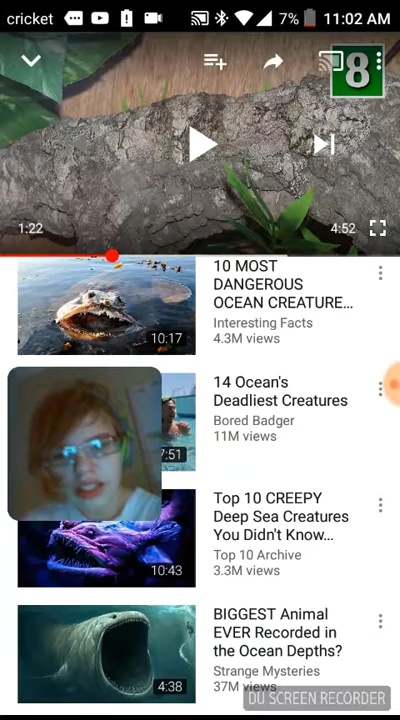 cricket 7% 11:02 AM
8
1:22 4:52
10 MOST
DANGEROUS
OCEAN CREATURE...
Interesting Facts
4.3M views
10:17
14 Ocean's
Deadliest Creatures
Bored Badger
11M views
7:51
Top 10 CREEPY
Deep Sea Creatures
You Didn't Know...
Top 10 Archive
3.3M views
10:43
BIGGEST Animal
EVER Recorded in
the Ocean Depths?
Strange Mysteries
37M views
4:38
DU SCREEN RECORDER